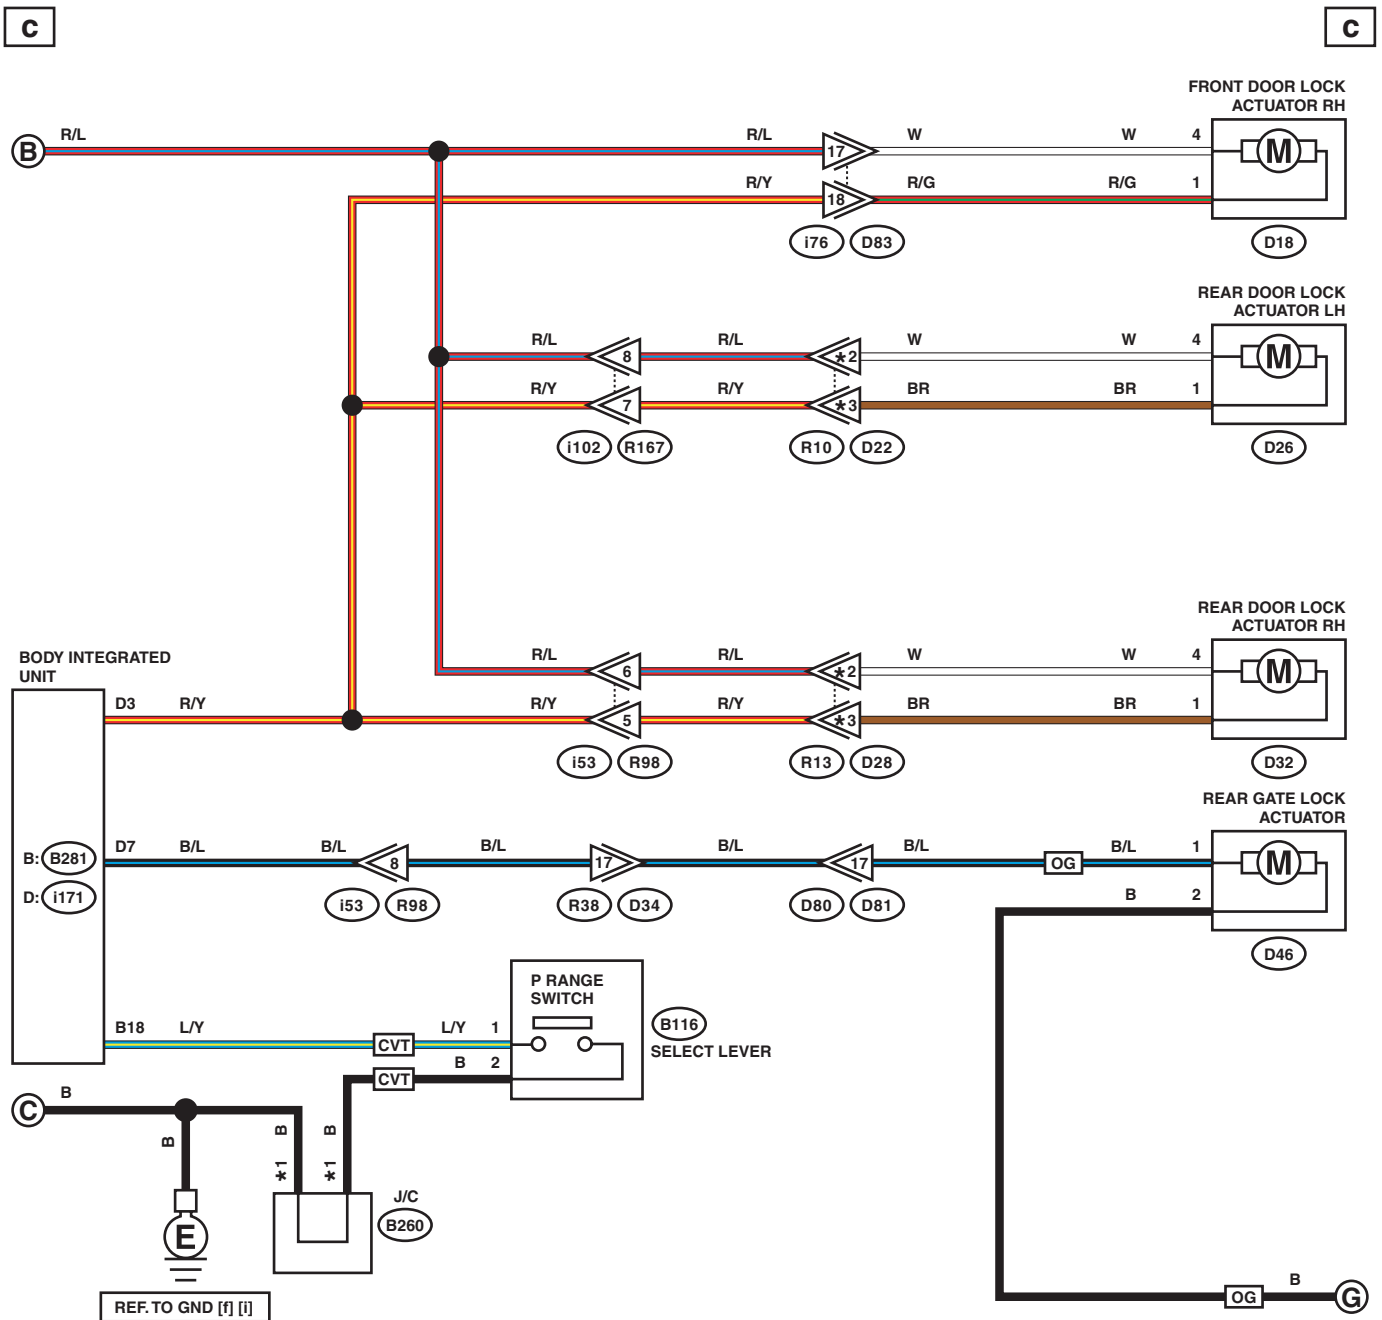 c c
FRONT DOOR LOCK
ACTUATOR RH
B R/L R/L 17 W W 4 M
R/Y 18 R/G R/G 1
i76 D83 D18
REAR DOOR LOCK
ACTUATOR LH
R/L 8 R/L *2 W W 4 M
R/Y 7 R/Y *3 BR BR 1
i102 R167 R10 D22 D26
REAR DOOR LOCK
ACTUATOR RH
BODY INTEGRATED
UNIT
R/L 6 R/L *2 W W 4 M
D3 R/Y R/Y 5 R/Y *3 BR BR 1
i53 R98 R13 D28 D32
REAR GATE LOCK
ACTUATOR
D7 B/L B/L 8 B/L 17 B/L 17 B/L OG B/L 1 M
B: B281
B 2
D: i171
i53 R98 R38 D34 D80 D81
D46
P RANGE
SWITCH
B18 L/Y CVT L/Y 1
B116
SELECT LEVER
CVT B 2
C B
B B B
*1 *1
J/C
B260
E
REF. TO GND [f] [i]
OG B G